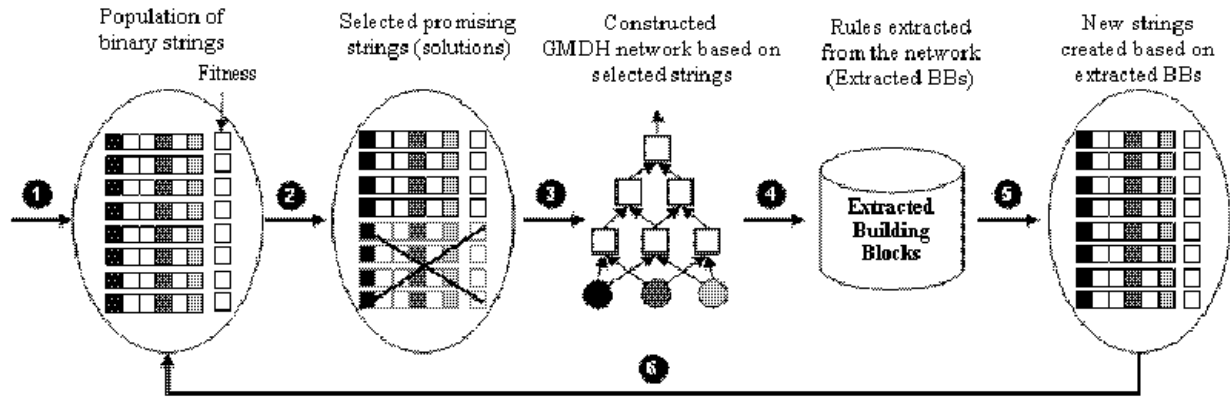 Population of
binary strings
Fitness
Selected promising
strings (solutions)
Constructed
GMDH network based on
selected strings
Rules extracted
from the network
(Extracted BBs)
New strings
created based on
extracted BBs
1
2
3
4
5
Extracted
Building
Blocks
6